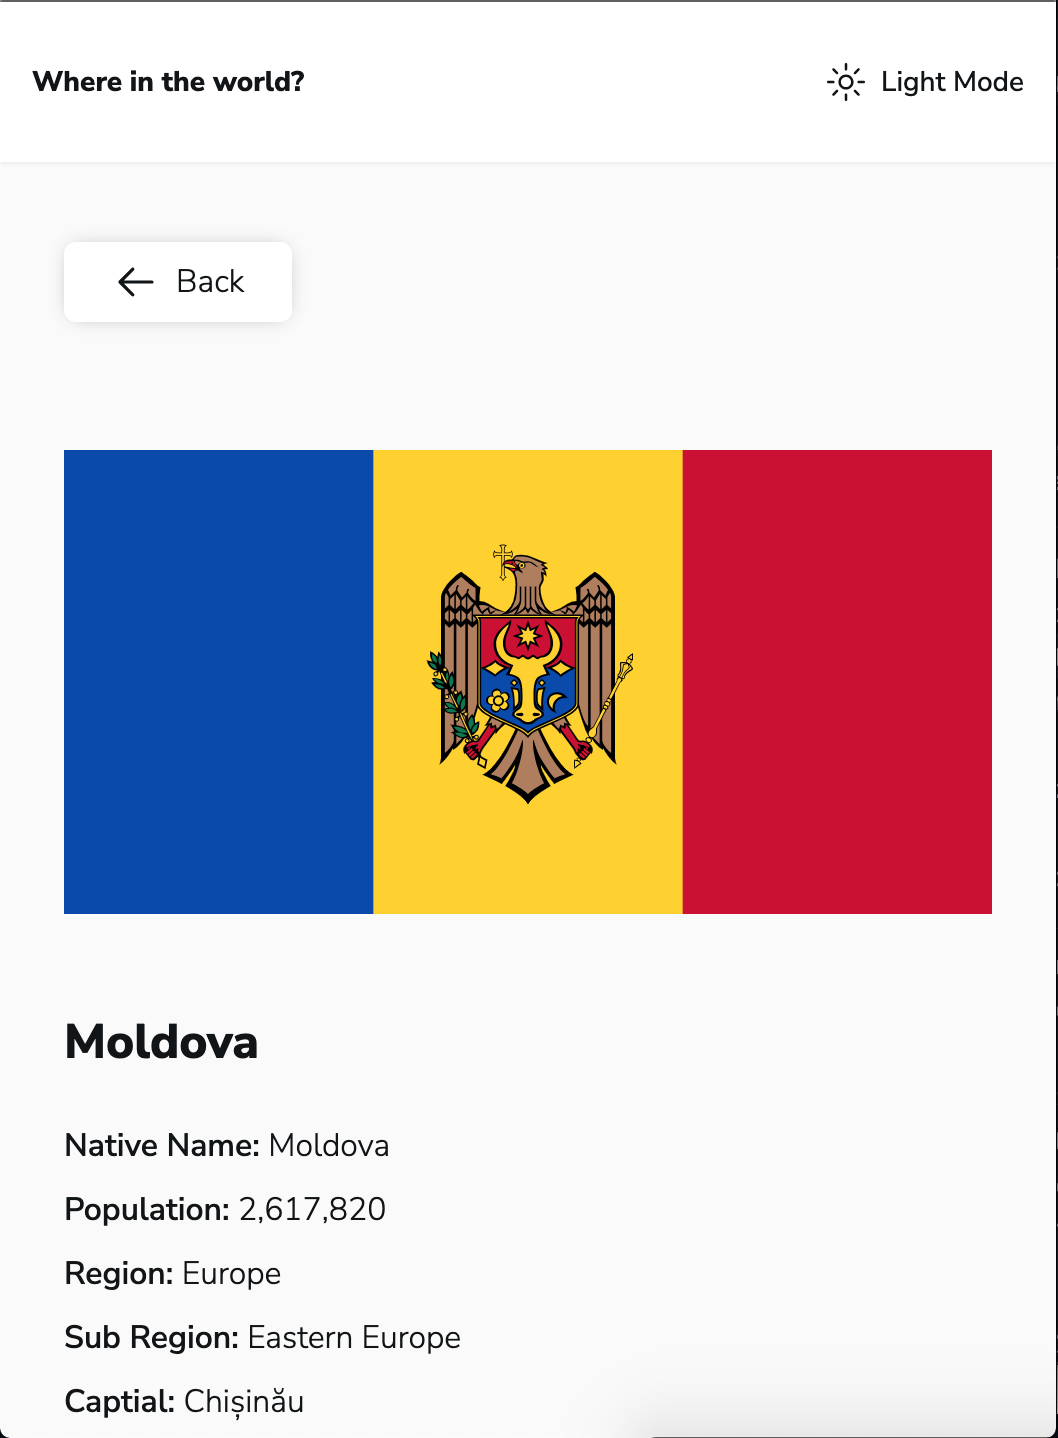 Where in the world?
Light Mode
Back
Moldova
Native Name: Moldova
Population: 2,617,820
Region: Europe
Sub Region: Eastern Europe
Captial: Chișinău